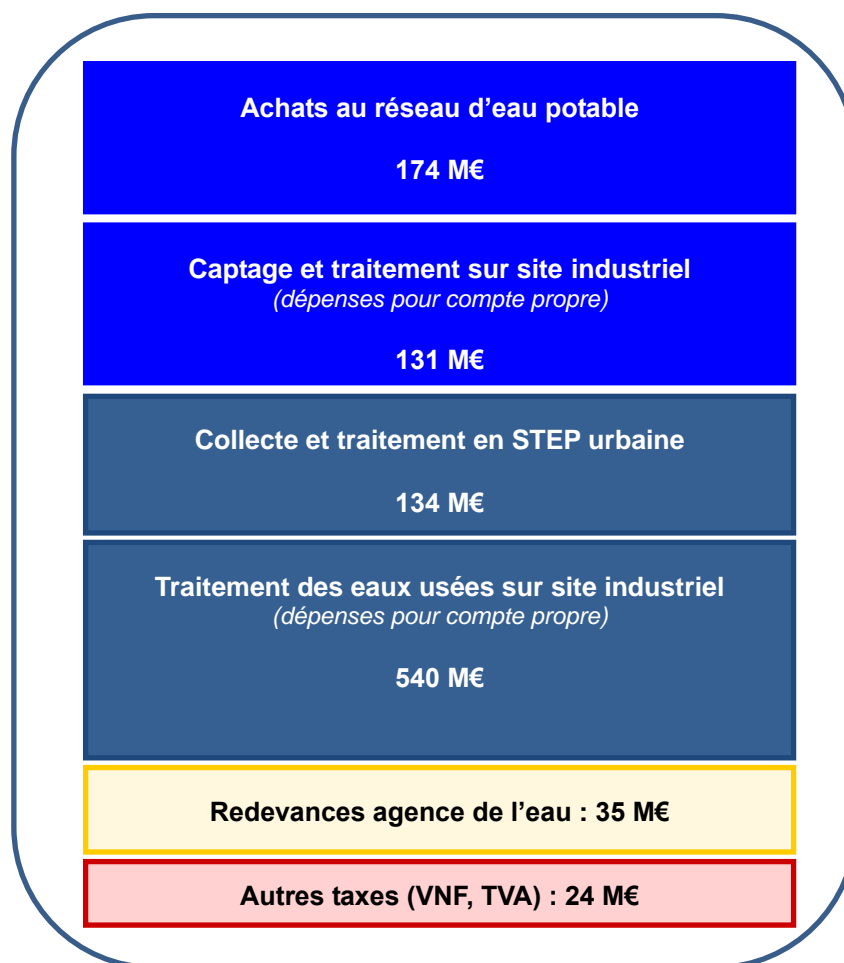 Achats au réseau d’eau potable
174 M€
Captage et traitement sur site industriel
(dépenses pour compte propre)
131 M€
Collecte et traitement en STEP urbaine
134 M€
Traitement des eaux usées sur site industriel
(dépenses pour compte propre)
540 M€
Redevances agence de l’eau : 35 M€
Autres taxes (VNF, TVA) : 24 M€